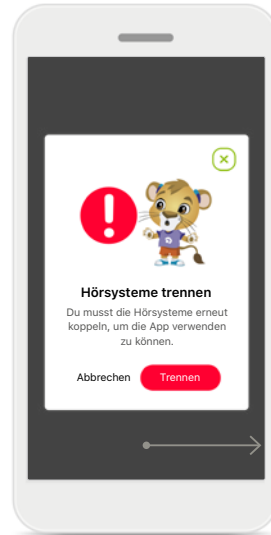 Hörsysteme trennen
Du musst die Hörsysteme erneut
koppeln, um die App verwenden
zu können.
Abbrechen Trennen